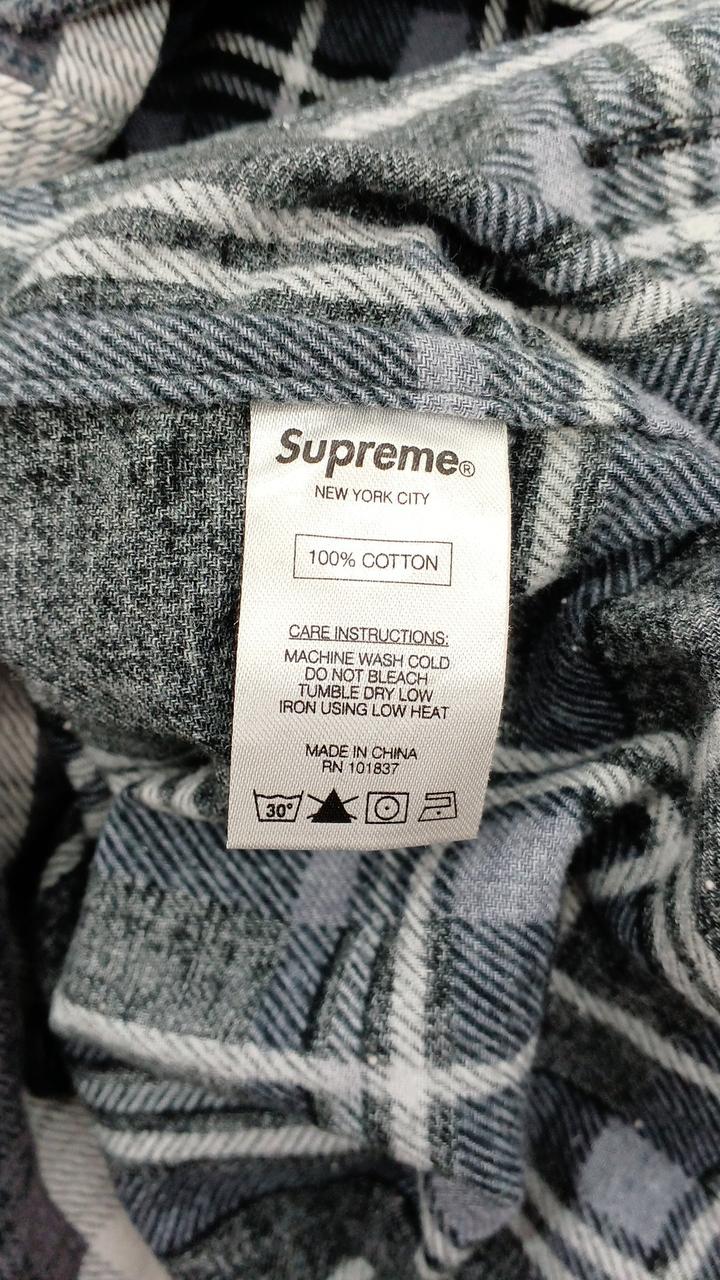 Supreme®
NEW YORK CITY
100% COTTON
CARE INSTRUCTIONS:
MACHINE WASH COLD
DO NOT BLEACH
TUMBLE DRY LOW
IRON USING LOW HEAT
MADE IN CHINA
RN 101837
30°